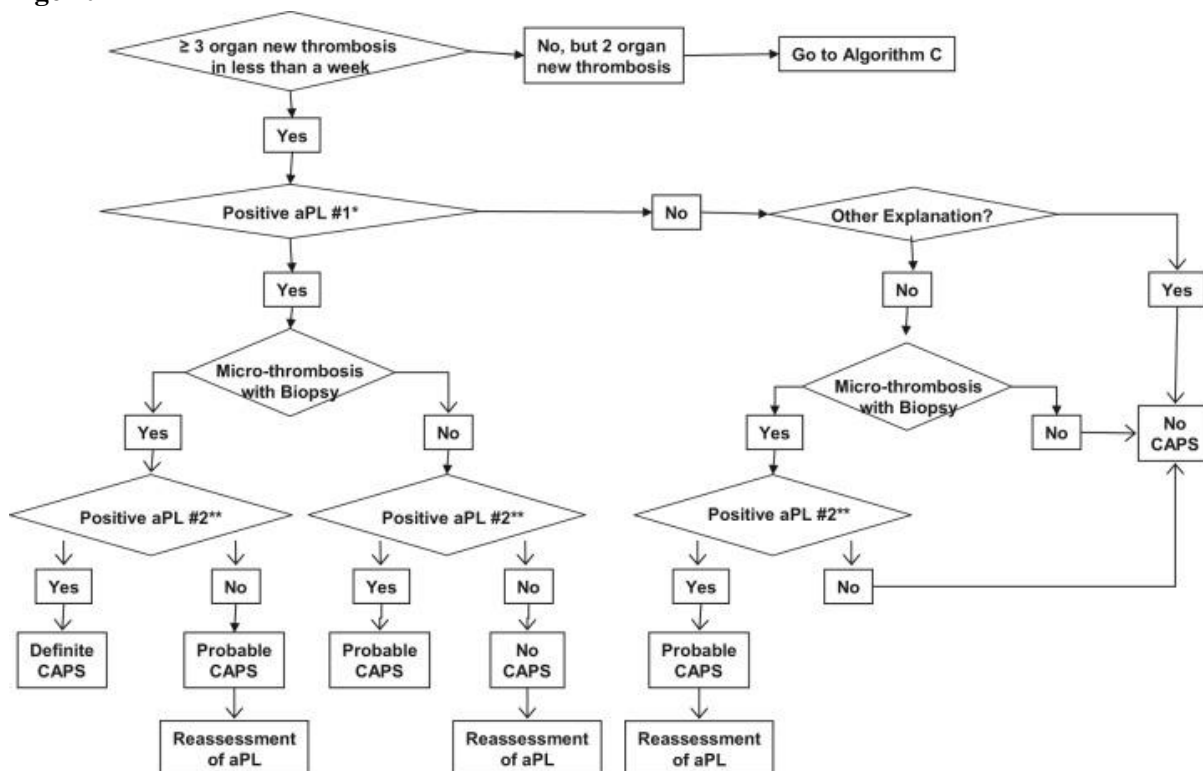 ≥ 3 organ new thrombosis
in less than a week
No, but 2 organ
new thrombosis
Go to Algorithm C
Yes
Positive aPL #1*
No
Other Explanation?
Yes
No
Yes
Micro-thrombosis
with Biopsy
Micro-thrombosis
with Biopsy
Yes
No
Yes
No
No
CAPS
Positive aPL #2**
Positive aPL #2**
Positive aPL #2**
Yes
No
Yes
No
Yes
No
Definite
CAPS
Probable
CAPS
Probable
CAPS
No
CAPS
Probable
CAPS
Reassessment
of aPL
Reassessment
of aPL
Reassessment
of aPL